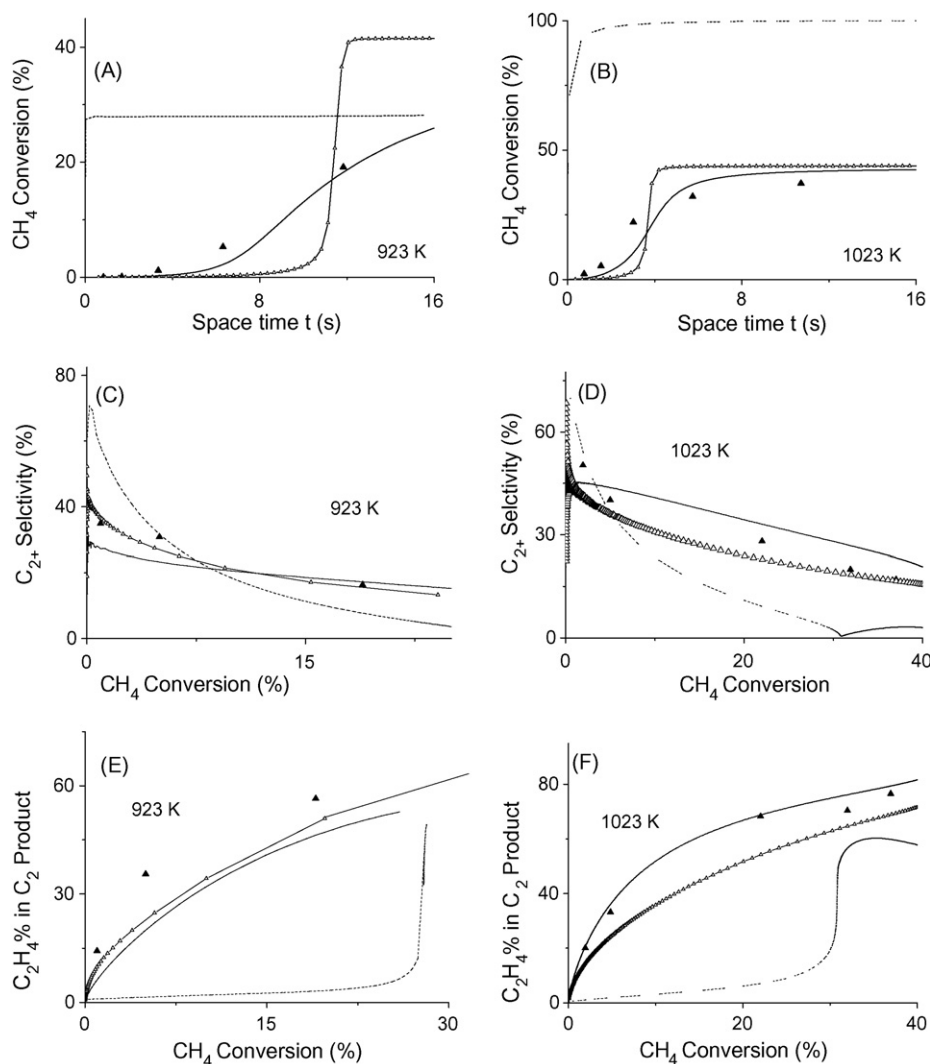 (A)
CH4 Conversion (%)
40
20
0
923 K
0 8 16
Space time t (s)
(B)
CH4 Conversion (%)
100
50
0
1023 K
0 8 16
Space time t (s)
(C)
C2+ Selctivity (%)
80
40
0
923 K
0 15
CH4 Conversion (%)
(D)
C2+ Selctivity (%)
60
30
0
1023 K
0 20 40
CH4 Conversion
(E)
C2H4% in C2 Product
60
30
0
923 K
0 15 30
CH4 Conversion (%)
(F)
C2H4% in C2 Product
80
40
0
1023 K
0 20 40
CH4 Conversion (%)